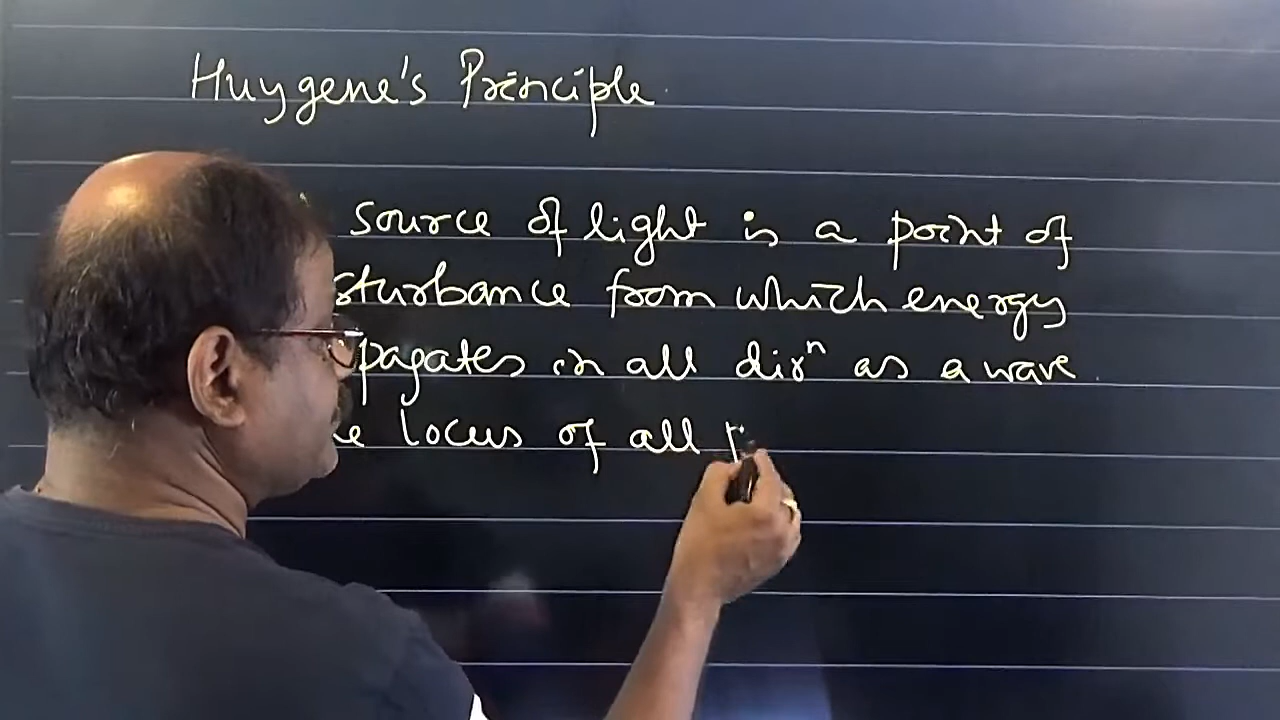 Huygene's Principle
source of light is a point of
sturbance from which energy
pagates in all dirⁿ as a wave.
e locus of all